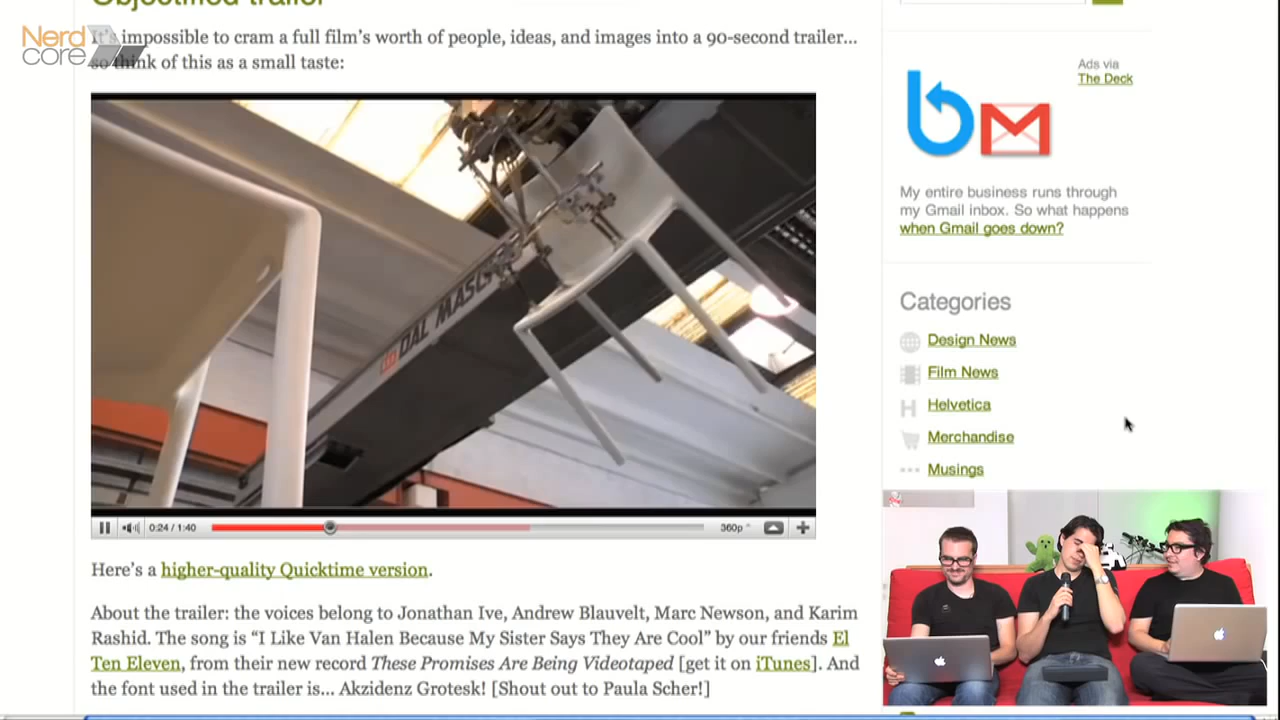 Objectified trailer
Nerd
core
It's impossible to cram a full film's worth of people, ideas, and images into a 90-second trailer...
so think of this as a small taste:
DAL MASCH
0:24 / 1:40
360p
Here's a higher-quality Quicktime version.
About the trailer: the voices belong to Jonathan Ive, Andrew Blauvelt, Marc Newson, and Karim
Rashid. The song is “I Like Van Halen Because My Sister Says They Are Cool” by our friends El
Ten Eleven, from their new record These Promises Are Being Videotaped [get it on iTunes]. And
the font used in the trailer is... Akzidenz Grotesk! [Shout out to Paula Scher!]
Ads via
The Deck
My entire business runs through
my Gmail inbox. So what happens
when Gmail goes down?
Categories
Design News
Film News
H Helvetica
Merchandise
Musings